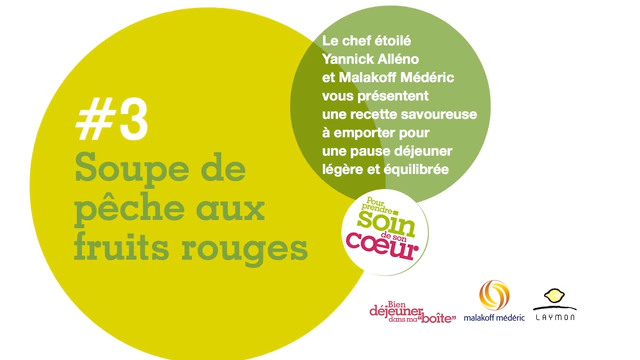 #3
Soupe de
pêche aux
fruits rouges
Le chef étoilé
Yannick Alléno
et Malakoff Médéric
vous présentent
une recette savoureuse
à emporter pour
une pause déjeuner
légère et équilibrée
Pour
prendre
soin
de son
cœur
Bien
déjeuner
dans ma "boîte"
malakoff médéric
LAYMON